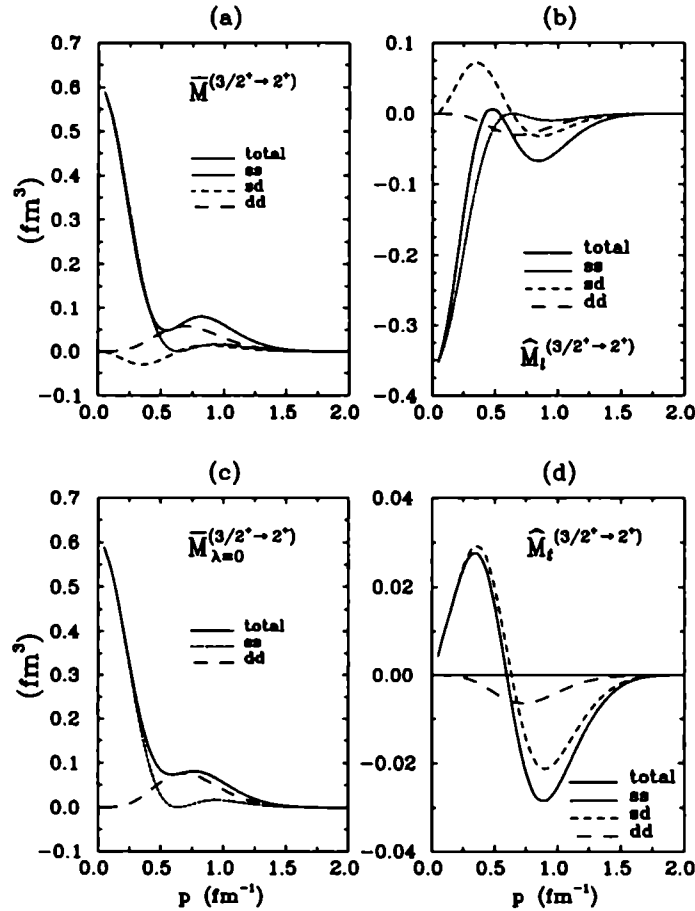 (a)
0.7
0.6
0.5
0.4
0.3
0.2
0.1
0.0
−0.1
(fm³)
M̅^(3/2⁺→2⁺)
total
ss
sd
dd
0.0 0.5 1.0 1.5 2.0
(b)
0.1
0.0
−0.1
−0.2
−0.3
−0.4
total
ss
sd
dd
M̂_l^(3/2⁺→2⁺)
0.0 0.5 1.0 1.5 2.0
(c)
0.7
0.6
0.5
0.4
0.3
0.2
0.1
0.0
−0.1
(fm³)
M̅_λ=0^(3/2⁺→2⁺)
total
ss
dd
0.0 0.5 1.0 1.5 2.0
p (fm⁻¹)
(d)
0.04
0.02
0.00
−0.02
−0.04
(3/2⁺→2⁺)
total
ss
sd
dd
0.0 0.5 1.0 1.5 2.0
p (fm⁻¹)